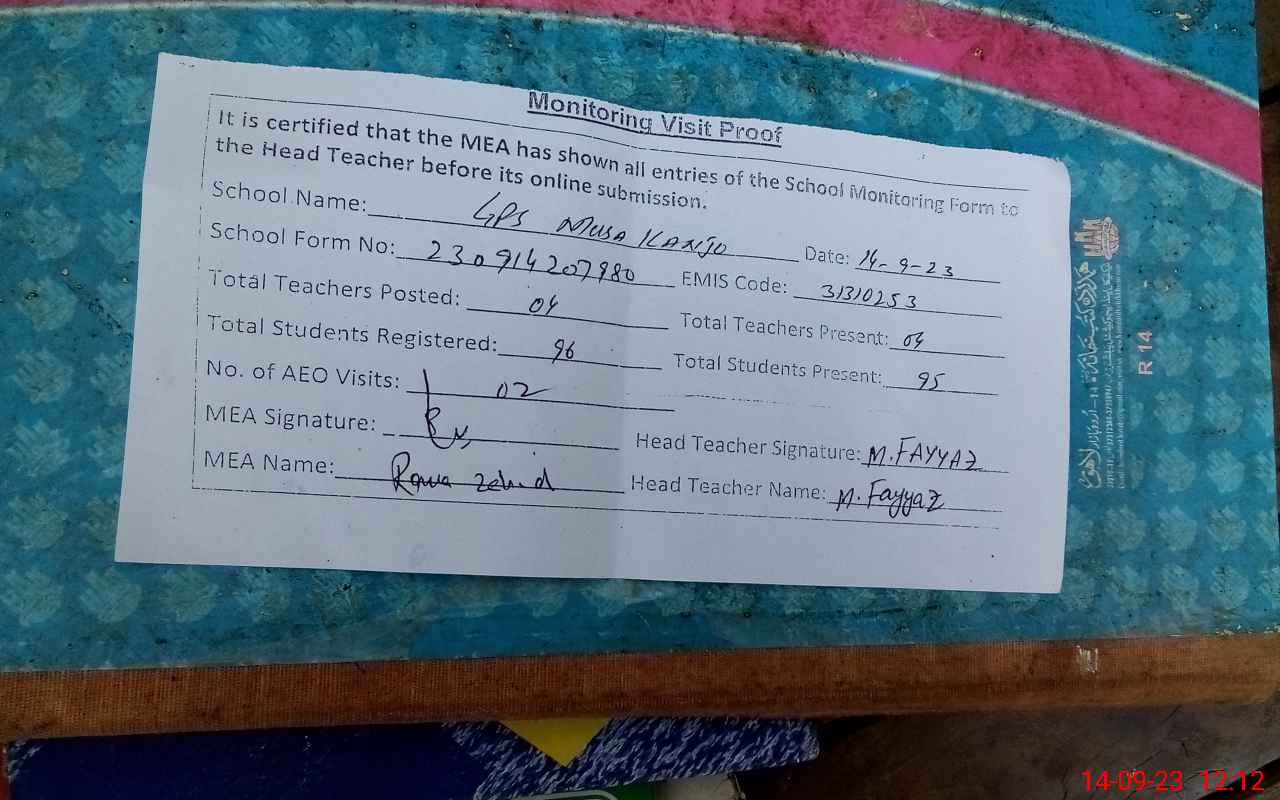 Monitoring Visit Proof
It is certified that the MEA has shown all entries of the School Monitoring Form to
the Head Teacher before its online submission.
School Name: GPS MUSA KANJO Date: 14-9-23
School Form No: 230914207980 EMIS Code: 31310253
Total Teachers Posted: 04 Total Teachers Present: 04
Total Students Registered: 96 Total Students Present: 95
No. of AEO Visits: 02
MEA Signature: Head Teacher Signature: M.FAYYAZ
MEA Name: Head Teacher Name: M. Fayyaz
R 14
14-09-23 12:12